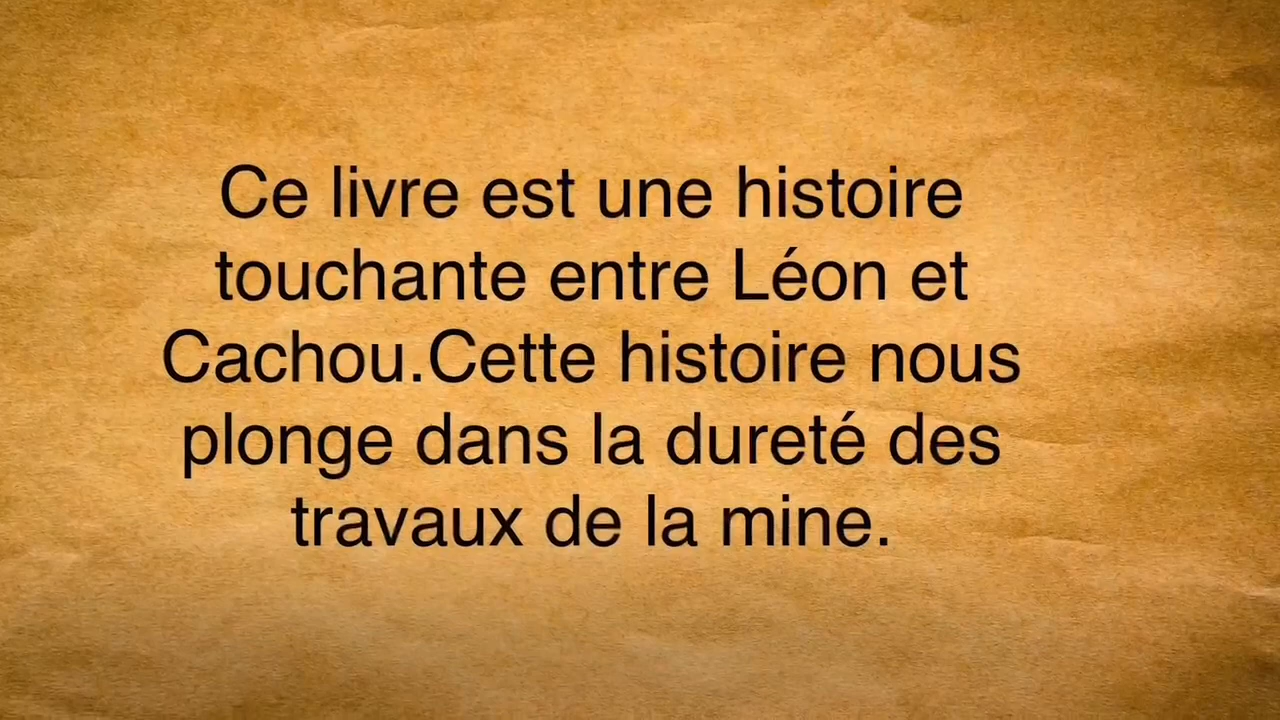 Ce livre est une histoire
touchante entre Léon et
Cachou.Cette histoire nous
plonge dans la dureté des
travaux de la mine.